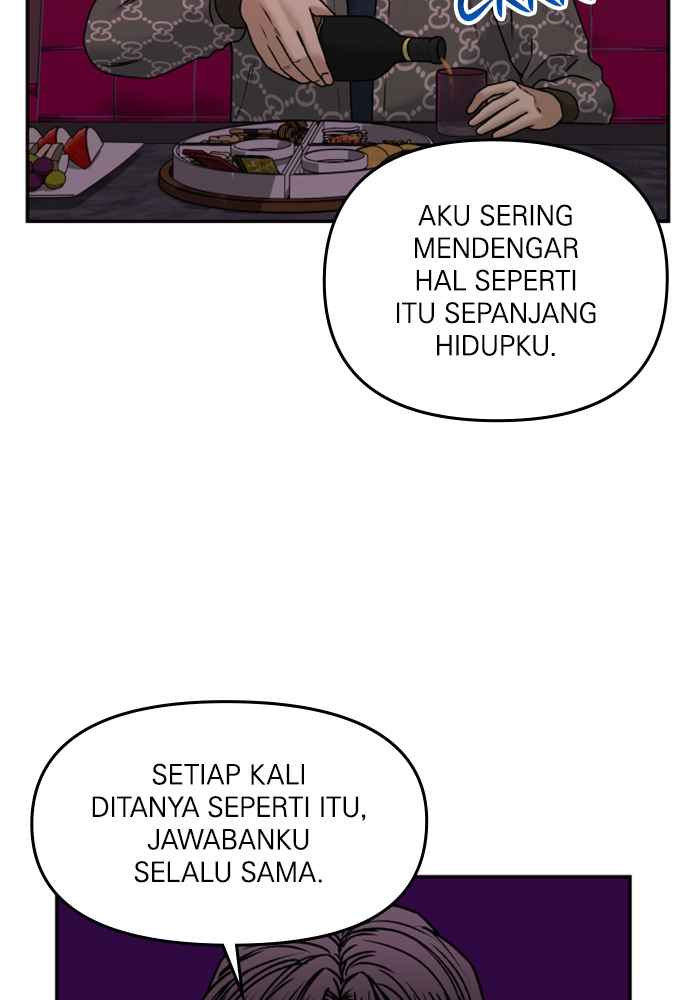 AKU SERING
MENDENGAR
HAL SEPERTI
ITU SEPANJANG
HIDUPKU.
SETIAP KALI
DITANYA SEPERTI ITU,
JAWABANKU
SELALU SAMA.